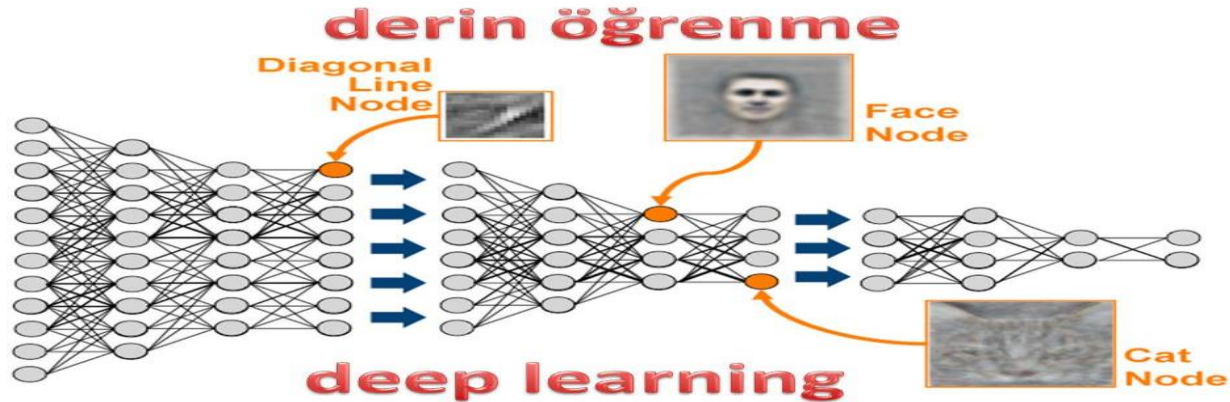 derin öğrenme
Diagonal
Line
Node
Face
Node
Cat
Node
deep learning